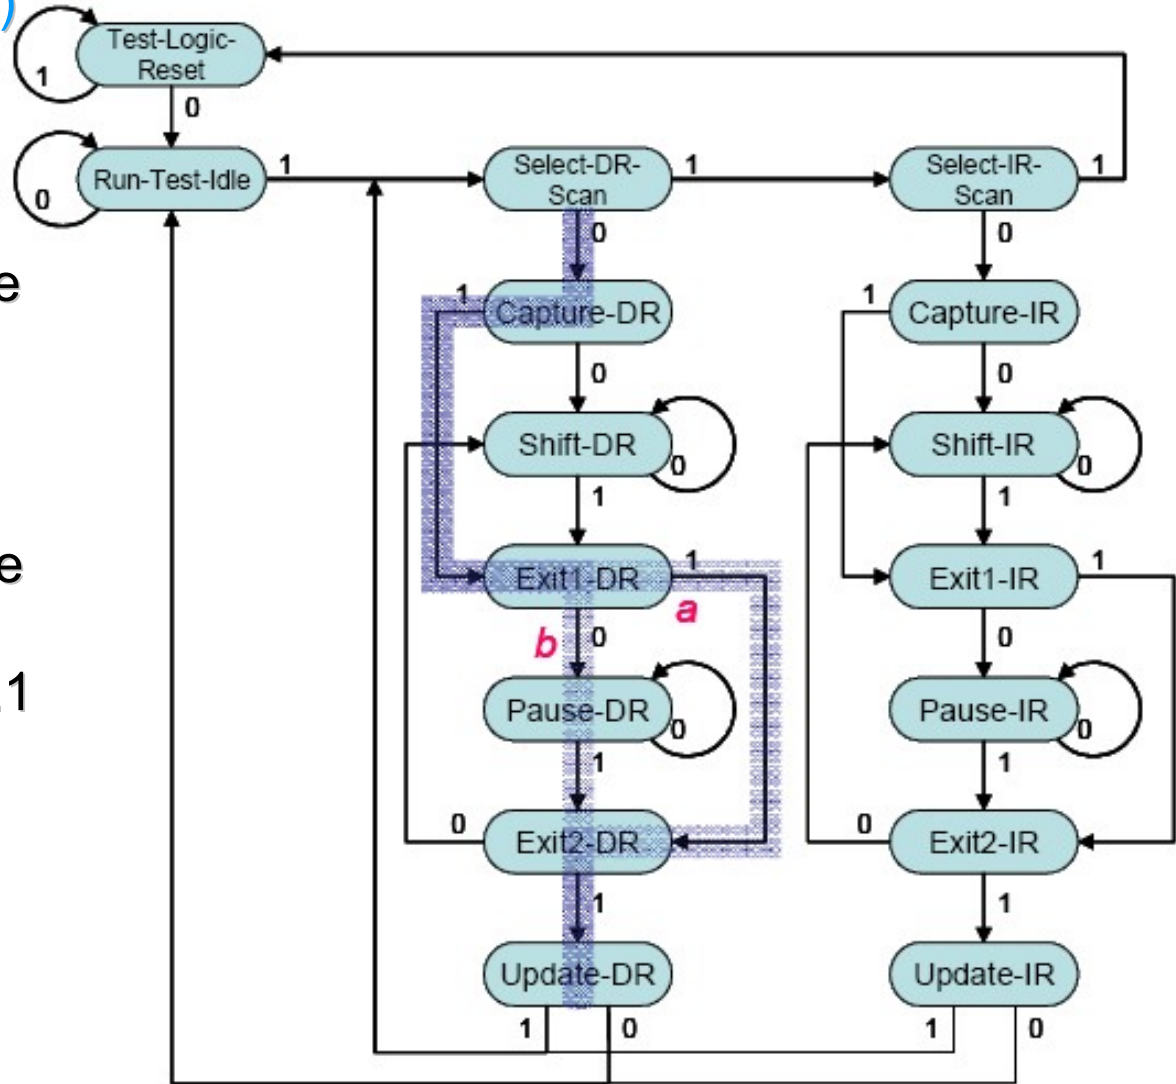 )
Test-Logic-
Reset
1
0
Run-Test-Idle
0
1
Select-DR-
Scan
1
Select-IR-
Scan
1
0
0
e
1
Capture-DR
1
Capture-IR
0
0
Shift-DR
0
Shift-IR
0
1
1
e
Exit1-DR
1
a
Exit1-IR
1
b
0
0
.1
Pause-DR
0
Pause-IR
0
1
1
0
Exit2-DR
0
Exit2-IR
1
1
Update-DR
Update-IR
1
0
1
0